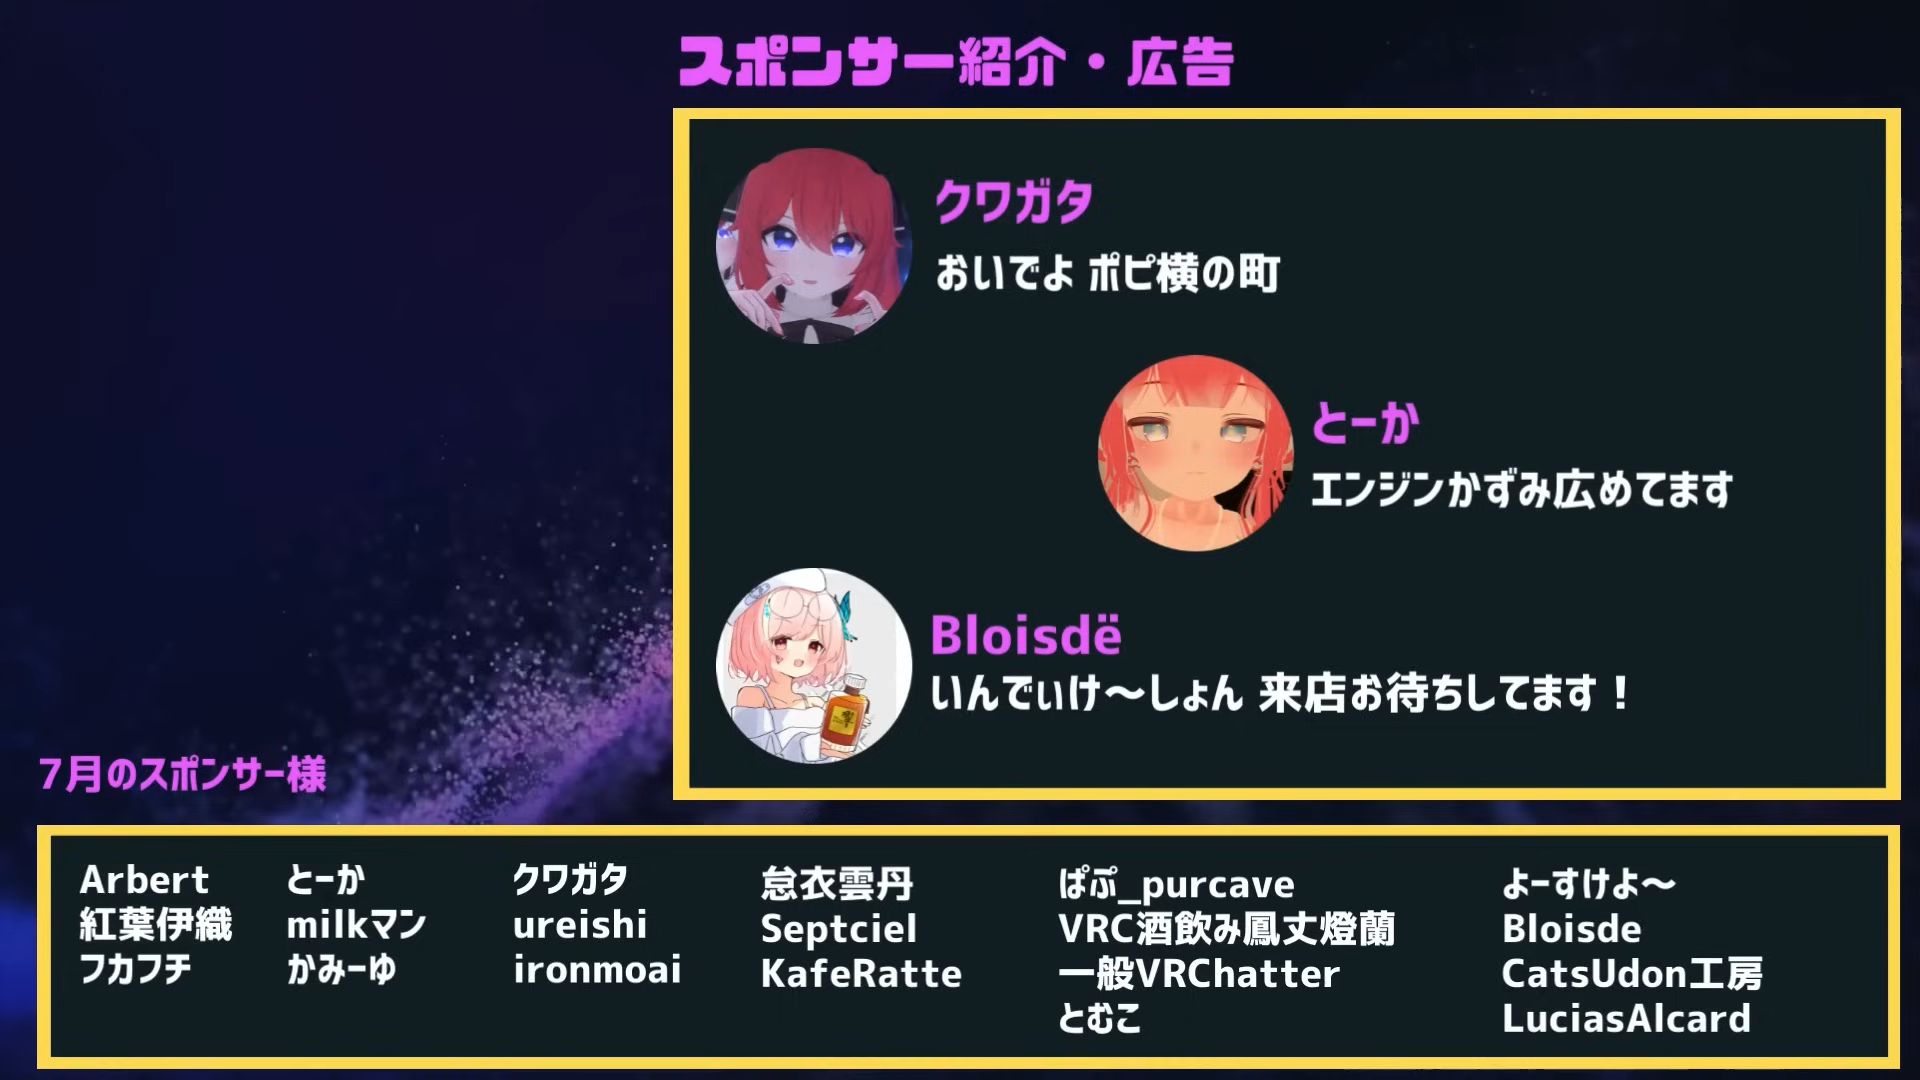 スポンサー紹介・広告
クワガタ
おいでよ ポピ横の町
とーか
エンジンかずみ広めてます
Bloisdë
いんでぃけ〜しょん 来店お待ちしてます！
7月のスポンサー様
Arbert
紅葉伊織
フカフチ
とーか
milkマン
かみーゆ
クワガタ
ureishi
ironmoai
怠衣雲丹
Septciel
KafeRatte
ぱぷ_purcave
VRC酒飲み鳳丈燈蘭
一般VRChatter
とむこ
よーすけよ〜
Bloisde
CatsUdon工房
LuciasAlcard